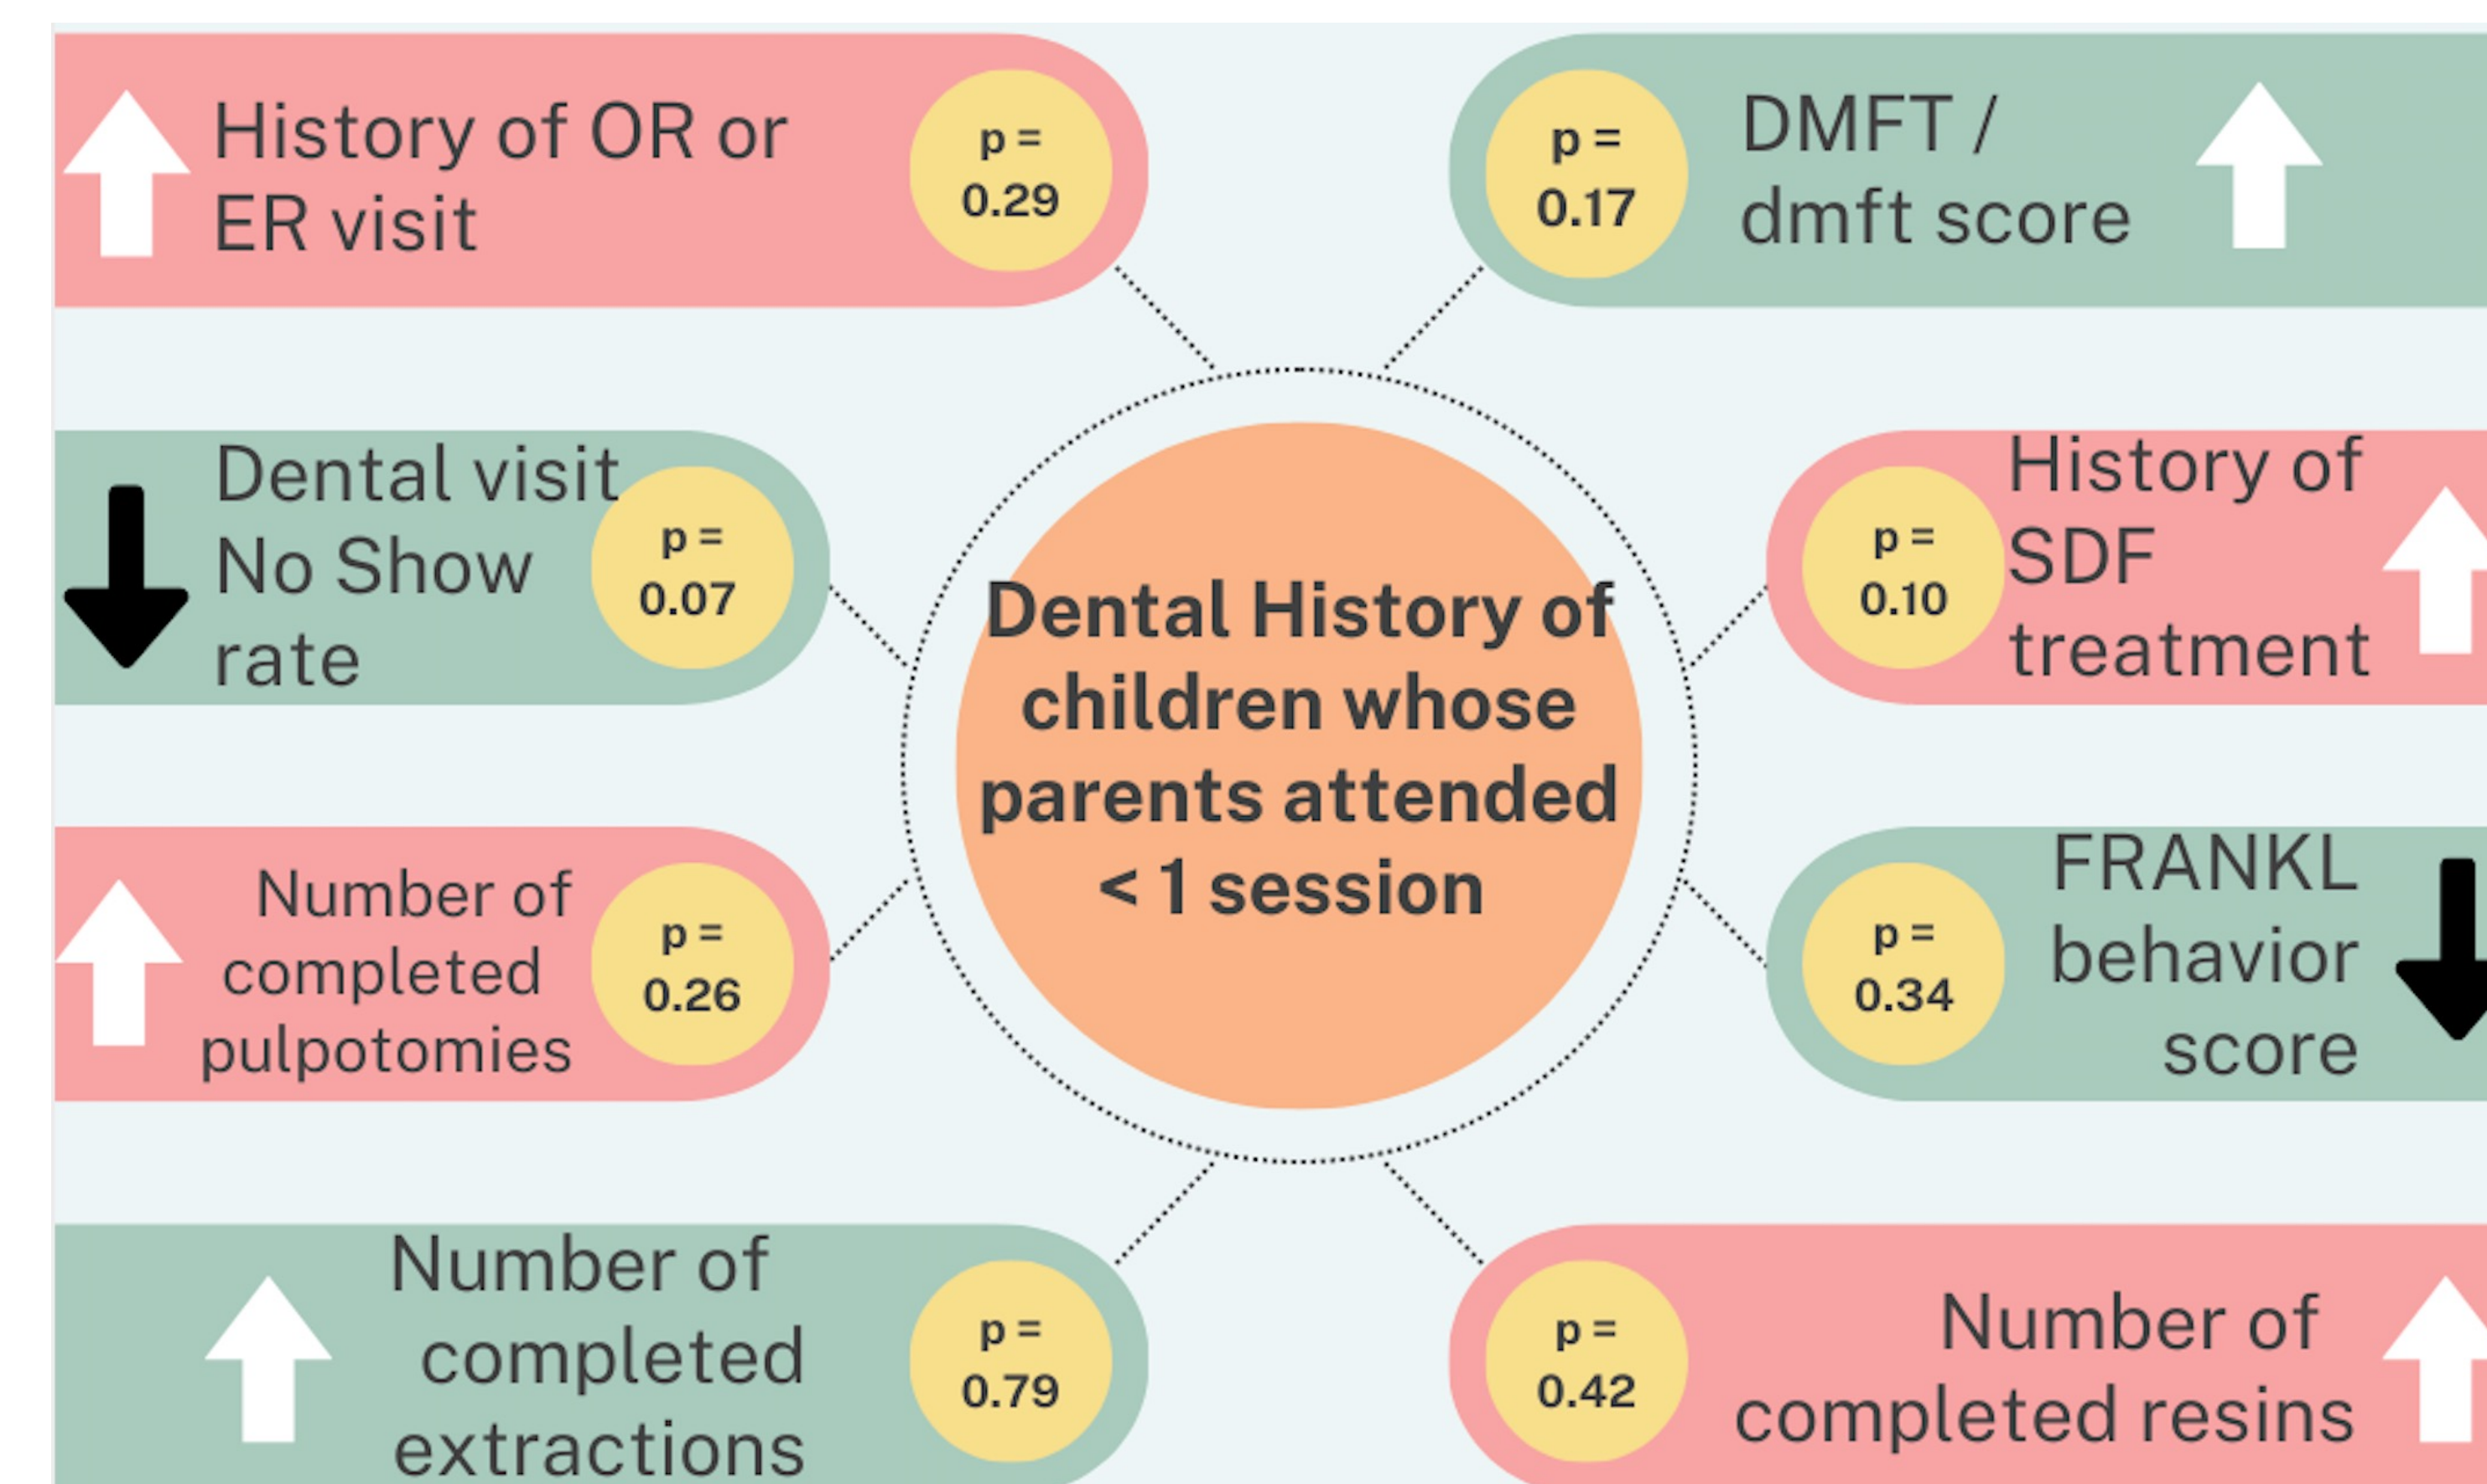 History of OR or
ER visit
p =
0.29
p =
0.17
DMFT /
dmft score
Dental visit
No Show
rate
p =
0.07
p =
0.10
History of
SDF
treatment
Dental History of
children whose
parents attended
< 1 session
Number of
completed
pulpotomies
p =
0.26
p =
0.34
FRANKL
behavior
score
Number of
completed
extractions
p =
0.79
p =
0.42
Number of
completed resins